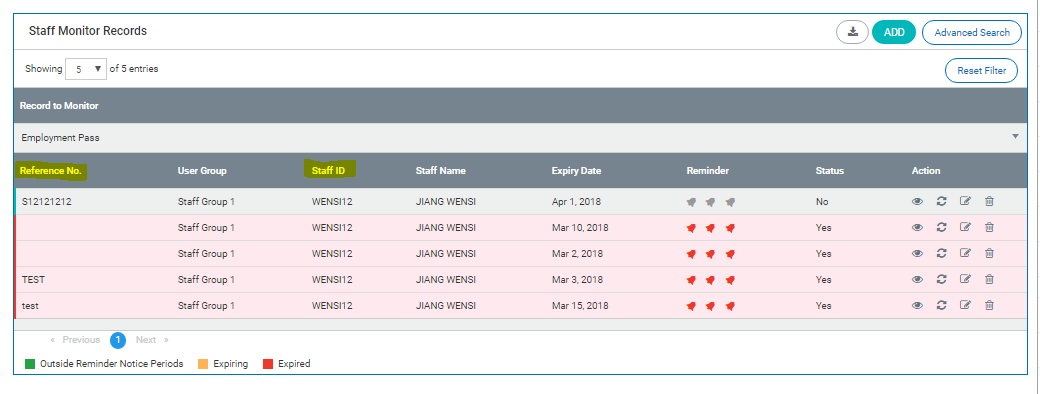 Staff Monitor Records
ADD
Advanced Search
Showing 5 of 5 entries
Reset Filter
Record to Monitor
Employment Pass
Reference No. User Group Staff ID Staff Name Expiry Date Reminder Status Action
S12121212 Staff Group 1 WENSI12 JIANG WENSI Apr 1, 2018 No
Staff Group 1 WENSI12 JIANG WENSI Mar 10, 2018 Yes
Staff Group 1 WENSI12 JIANG WENSI Mar 2, 2018 Yes
TEST Staff Group 1 WENSI12 JIANG WENSI Mar 3, 2018 Yes
test Staff Group 1 WENSI12 JIANG WENSI Mar 15, 2018 Yes
« Previous 1 Next »
Outside Reminder Notice Periods Expiring Expired